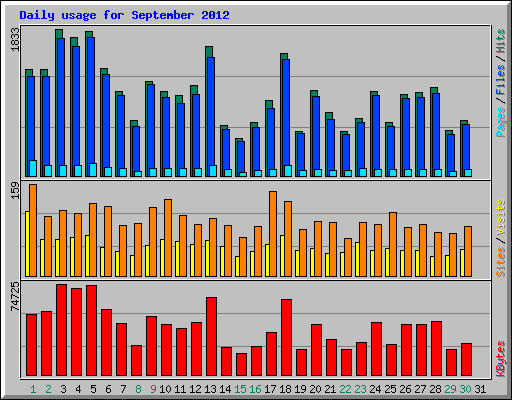 Daily usage for September 2012
1833
Pages / Files / Hits
159
Sites / Visits
74725
KBytes
1 2 3 4 5 6 7 8 9 10 11 12 13 14 15 16 17 18 19 20 21 22 23 24 25 26 27 28 29 30 31